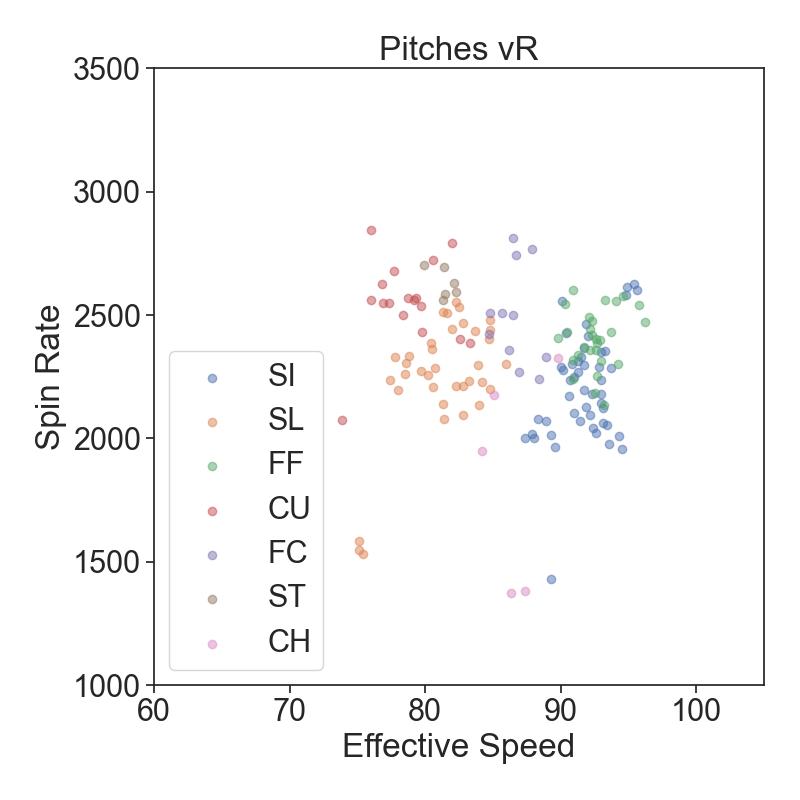 Pitches vR
3500
3000
2500
2000
1500
1000
Spin Rate
SI
SL
FF
CU
FC
ST
CH
60 70 80 90 100
Effective Speed